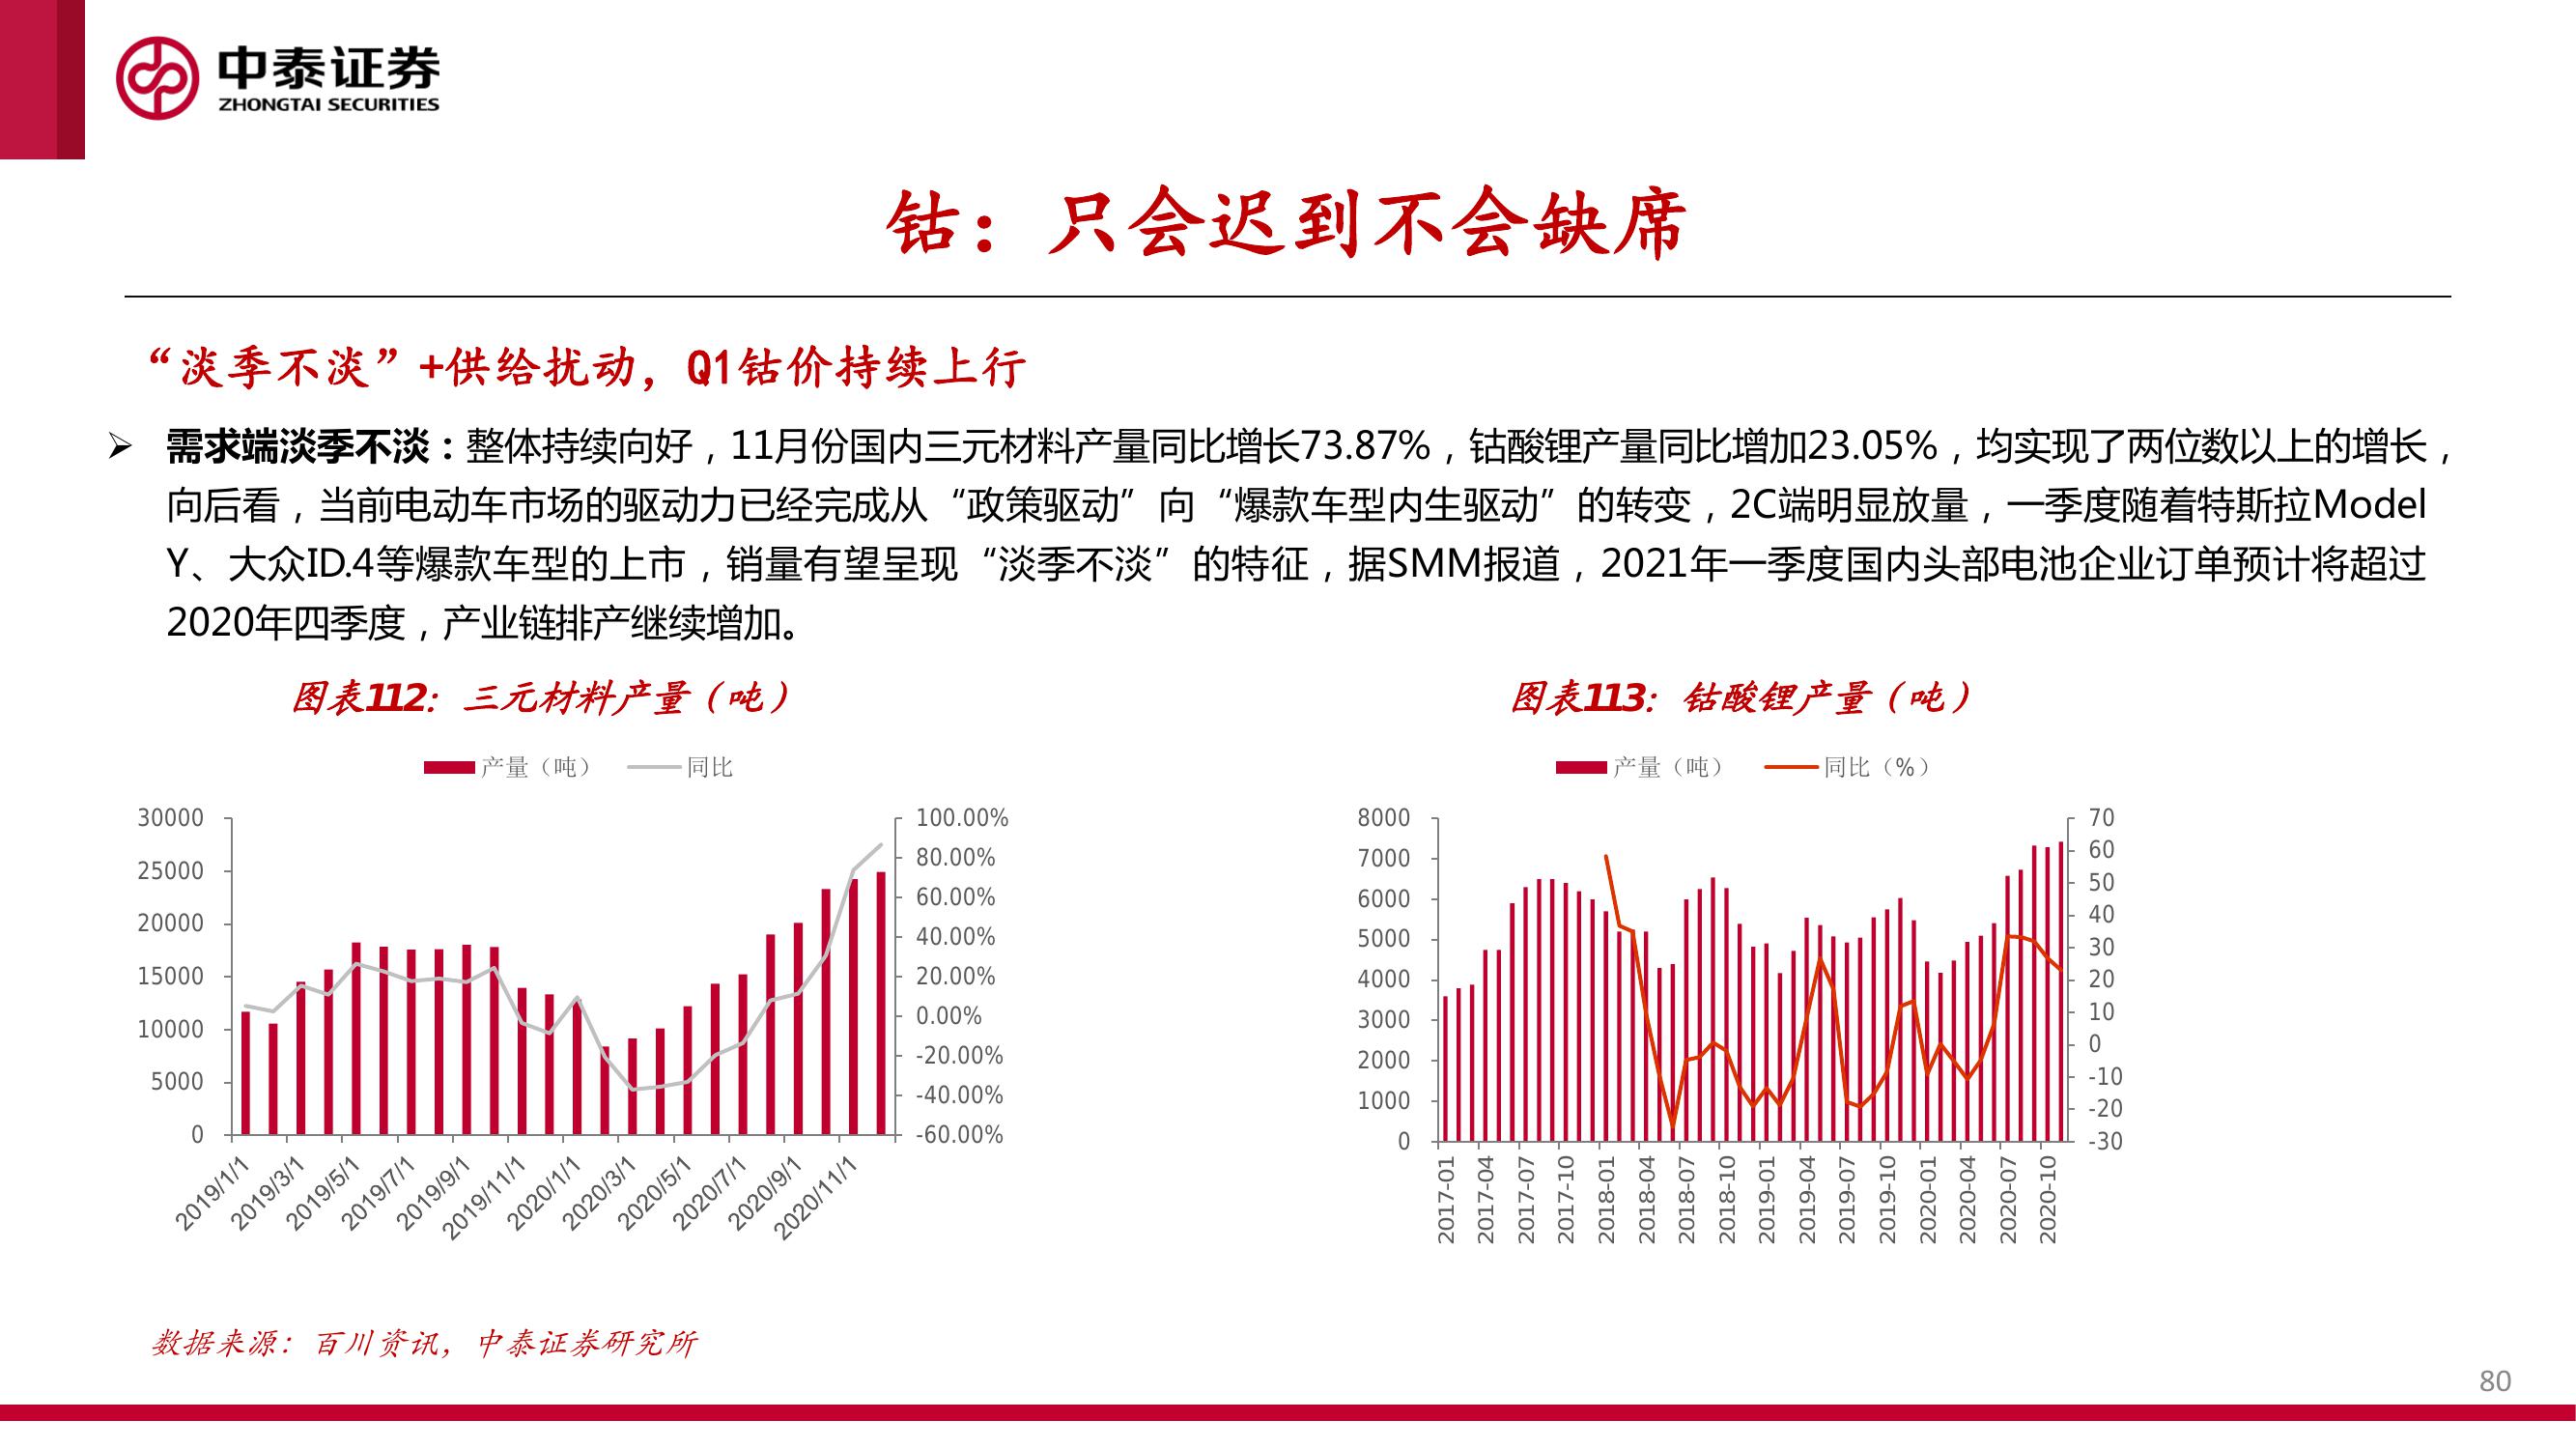 中泰证券
ZHONGTAI SECURITIES
钴：只会迟到不会缺席
“淡季不淡”+供给扰动，Q1钴价持续上行
➢ 需求端淡季不淡：整体持续向好，11月份国内三元材料产量同比增长73.87%，钴酸锂产量同比增加23.05%，均实现了两位数以上的增长，
向后看，当前电动车市场的驱动力已经完成从“政策驱动”向“爆款车型内生驱动”的转变，2C端明显放量，一季度随着特斯拉Model
Y、大众ID.4等爆款车型的上市，销量有望呈现“淡季不淡”的特征，据SMM报道，2021年一季度国内头部电池企业订单预计将超过
2020年四季度，产业链排产继续增加。
图表112：三元材料产量（吨）
产量（吨） 同比
30000
25000
20000
15000
10000
5000
0
100.00%
80.00%
60.00%
40.00%
20.00%
0.00%
-20.00%
-40.00%
-60.00%
2019/1/1 2019/3/1 2019/5/1 2019/7/1 2019/9/1 2019/11/1 2020/1/1 2020/3/1 2020/5/1 2020/7/1 2020/9/1 2020/11/1
图表113：钴酸锂产量（吨）
产量（吨） 同比（%）
8000
7000
6000
5000
4000
3000
2000
1000
0
70
60
50
40
30
20
10
0
-10
-20
-30
2017-01 2017-04 2017-07 2017-10 2018-01 2018-04 2018-07 2018-10 2019-01 2019-04 2019-07 2019-10 2020-01 2020-04 2020-07 2020-10
数据来源：百川资讯，中泰证券研究所
80